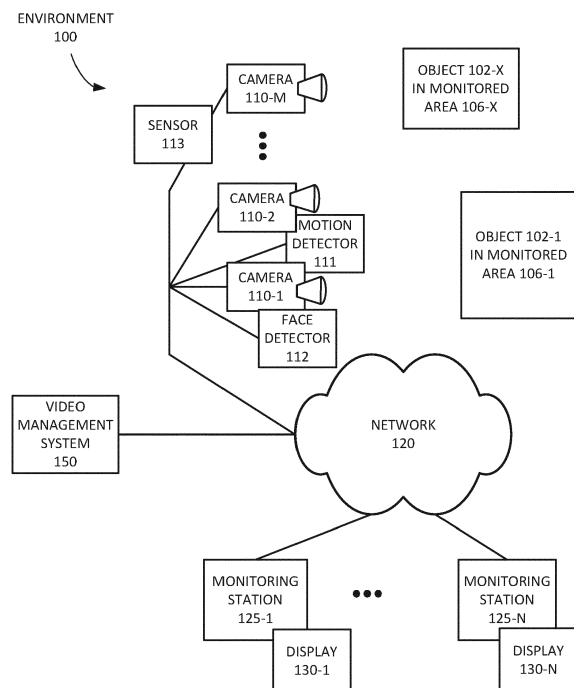 ENVIRONMENT
100
CAMERA
110-M
OBJECT 102-X
IN MONITORED
AREA 106-X
SENSOR
113
CAMERA
110-2
MOTION
DETECTOR
111
OBJECT 102-1
IN MONITORED
AREA 106-1
CAMERA
110-1
FACE
DETECTOR
112
VIDEO
MANAGEMENT
SYSTEM
150
NETWORK
120
MONITORING
STATION
125-1
DISPLAY
130-1
MONITORING
STATION
125-N
DISPLAY
130-N